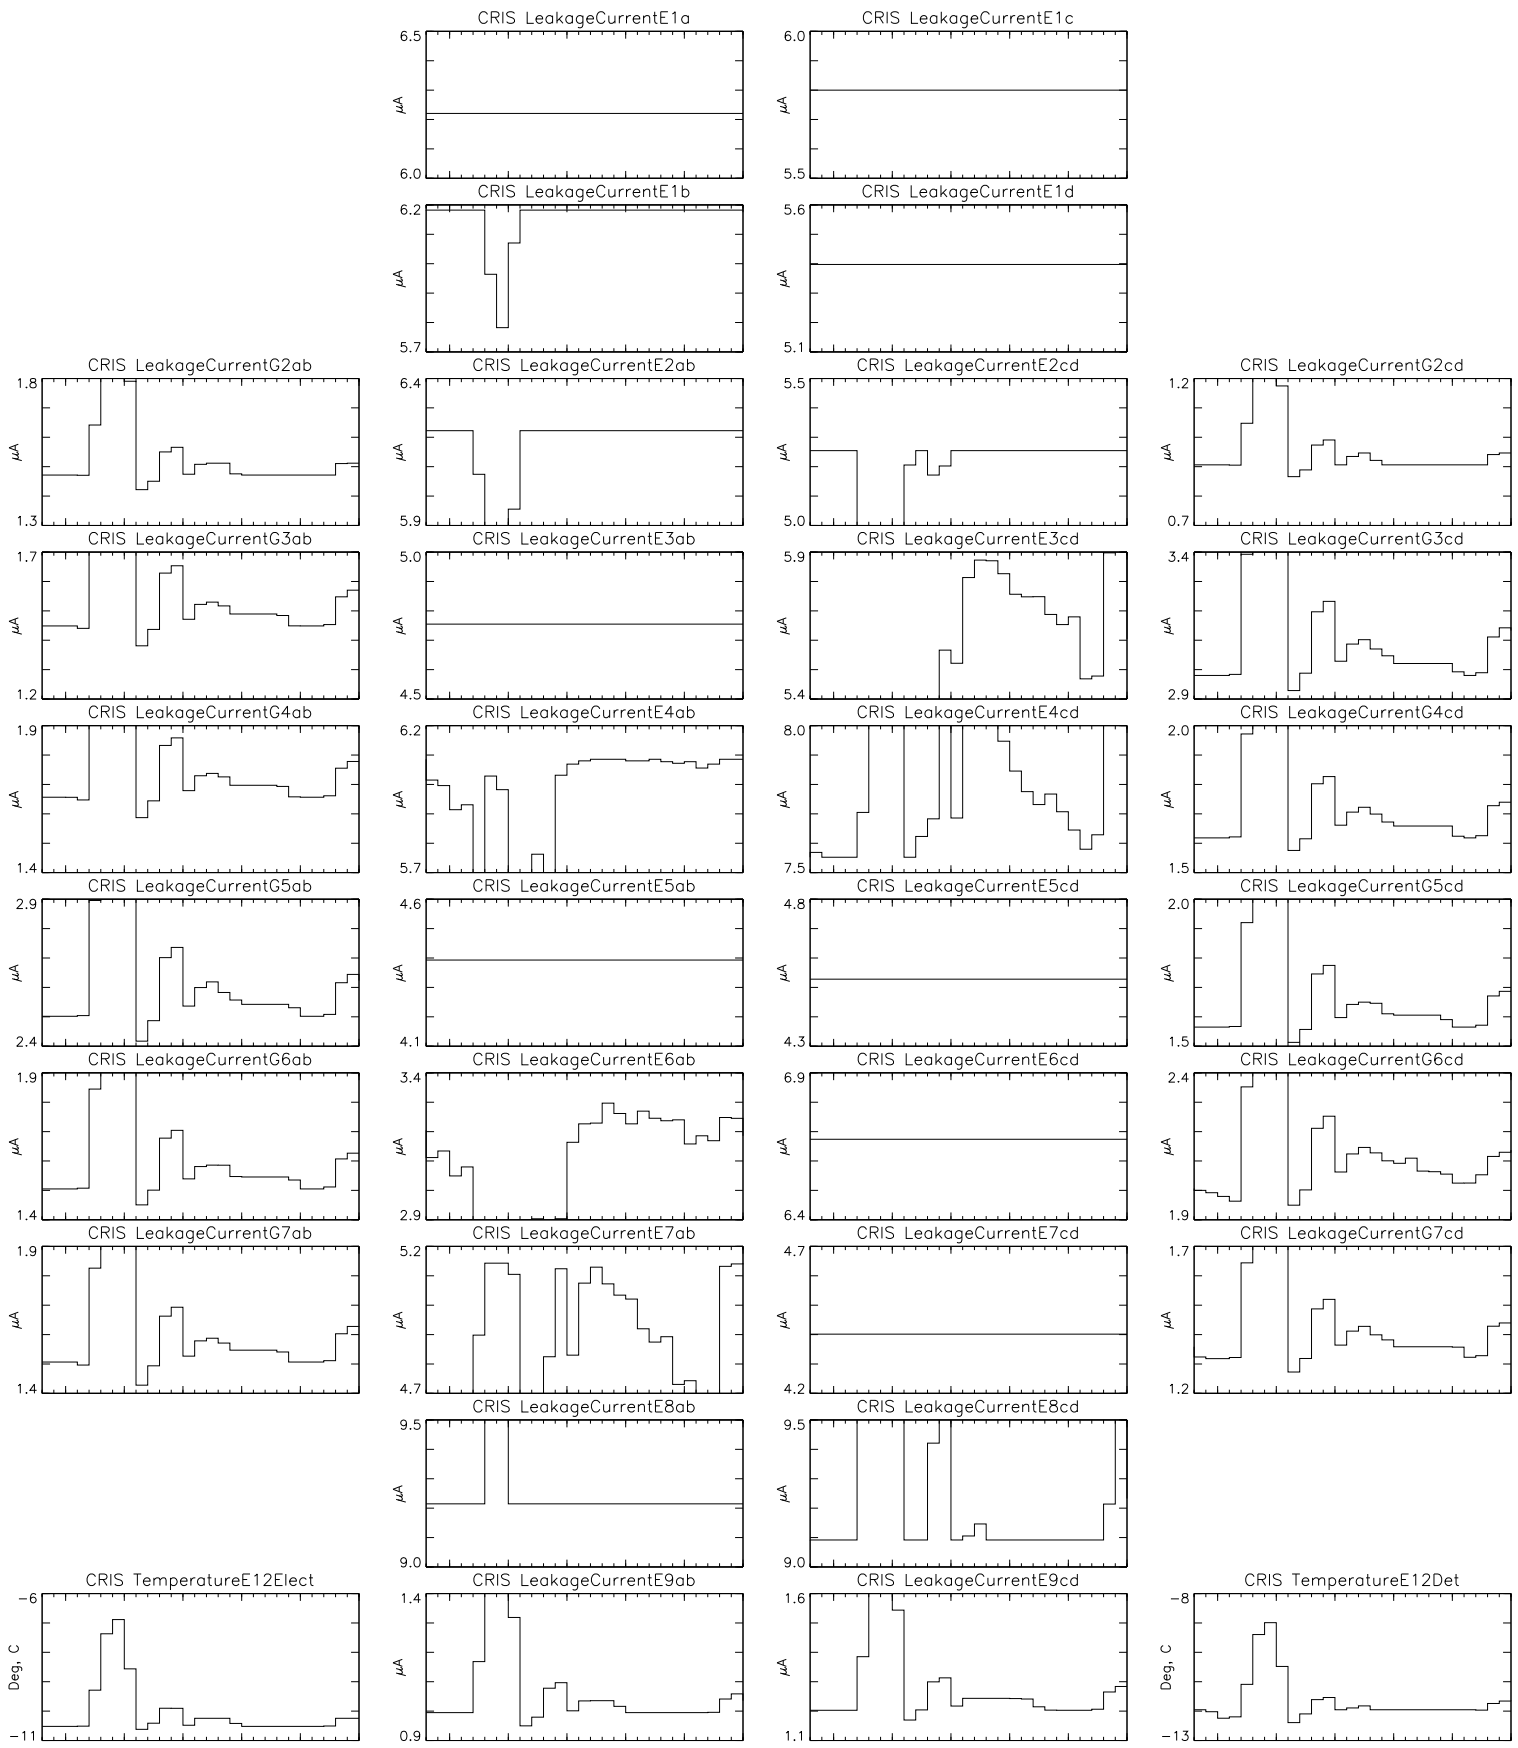 CRIS LeakageCurrentE1a
CRIS LeakageCurrentE1c
6.5
μA
6.0
6.0
μA
5.5
CRIS LeakageCurrentE1b
CRIS LeakageCurrentE1d
6.2
μA
5.7
5.6
μA
5.1
CRIS LeakageCurrentG2ab
CRIS LeakageCurrentE2ab
CRIS LeakageCurrentE2cd
CRIS LeakageCurrentG2cd
1.8
μA
1.3
6.4
μA
5.9
5.5
μA
5.0
1.2
μA
0.7
CRIS LeakageCurrentG3ab
CRIS LeakageCurrentE3ab
CRIS LeakageCurrentE3cd
CRIS LeakageCurrentG3cd
1.7
μA
1.2
5.0
μA
4.5
5.9
μA
5.4
3.4
μA
2.9
CRIS LeakageCurrentG4ab
CRIS LeakageCurrentE4ab
CRIS LeakageCurrentE4cd
CRIS LeakageCurrentG4cd
1.9
μA
1.4
6.2
μA
5.7
8.0
μA
7.5
2.0
μA
1.5
CRIS LeakageCurrentG5ab
CRIS LeakageCurrentE5ab
CRIS LeakageCurrentE5cd
CRIS LeakageCurrentG5cd
2.9
μA
2.4
4.6
μA
4.1
4.8
μA
4.3
2.0
μA
1.5
CRIS LeakageCurrentG6ab
CRIS LeakageCurrentE6ab
CRIS LeakageCurrentE6cd
CRIS LeakageCurrentG6cd
1.9
μA
1.4
3.4
μA
2.9
6.9
μA
6.4
2.4
μA
1.9
CRIS LeakageCurrentG7ab
CRIS LeakageCurrentE7ab
CRIS LeakageCurrentE7cd
CRIS LeakageCurrentG7cd
1.9
μA
1.4
5.2
μA
4.7
4.7
μA
4.2
1.7
μA
1.2
CRIS LeakageCurrentE8ab
CRIS LeakageCurrentE8cd
9.5
μA
9.0
9.5
μA
9.0
CRIS TemperatureE12Elect
CRIS LeakageCurrentE9ab
CRIS LeakageCurrentE9cd
CRIS TemperatureE12Det
-6
Deg, C
-11
1.4
μA
0.9
1.6
μA
1.1
-8
Deg, C
-13